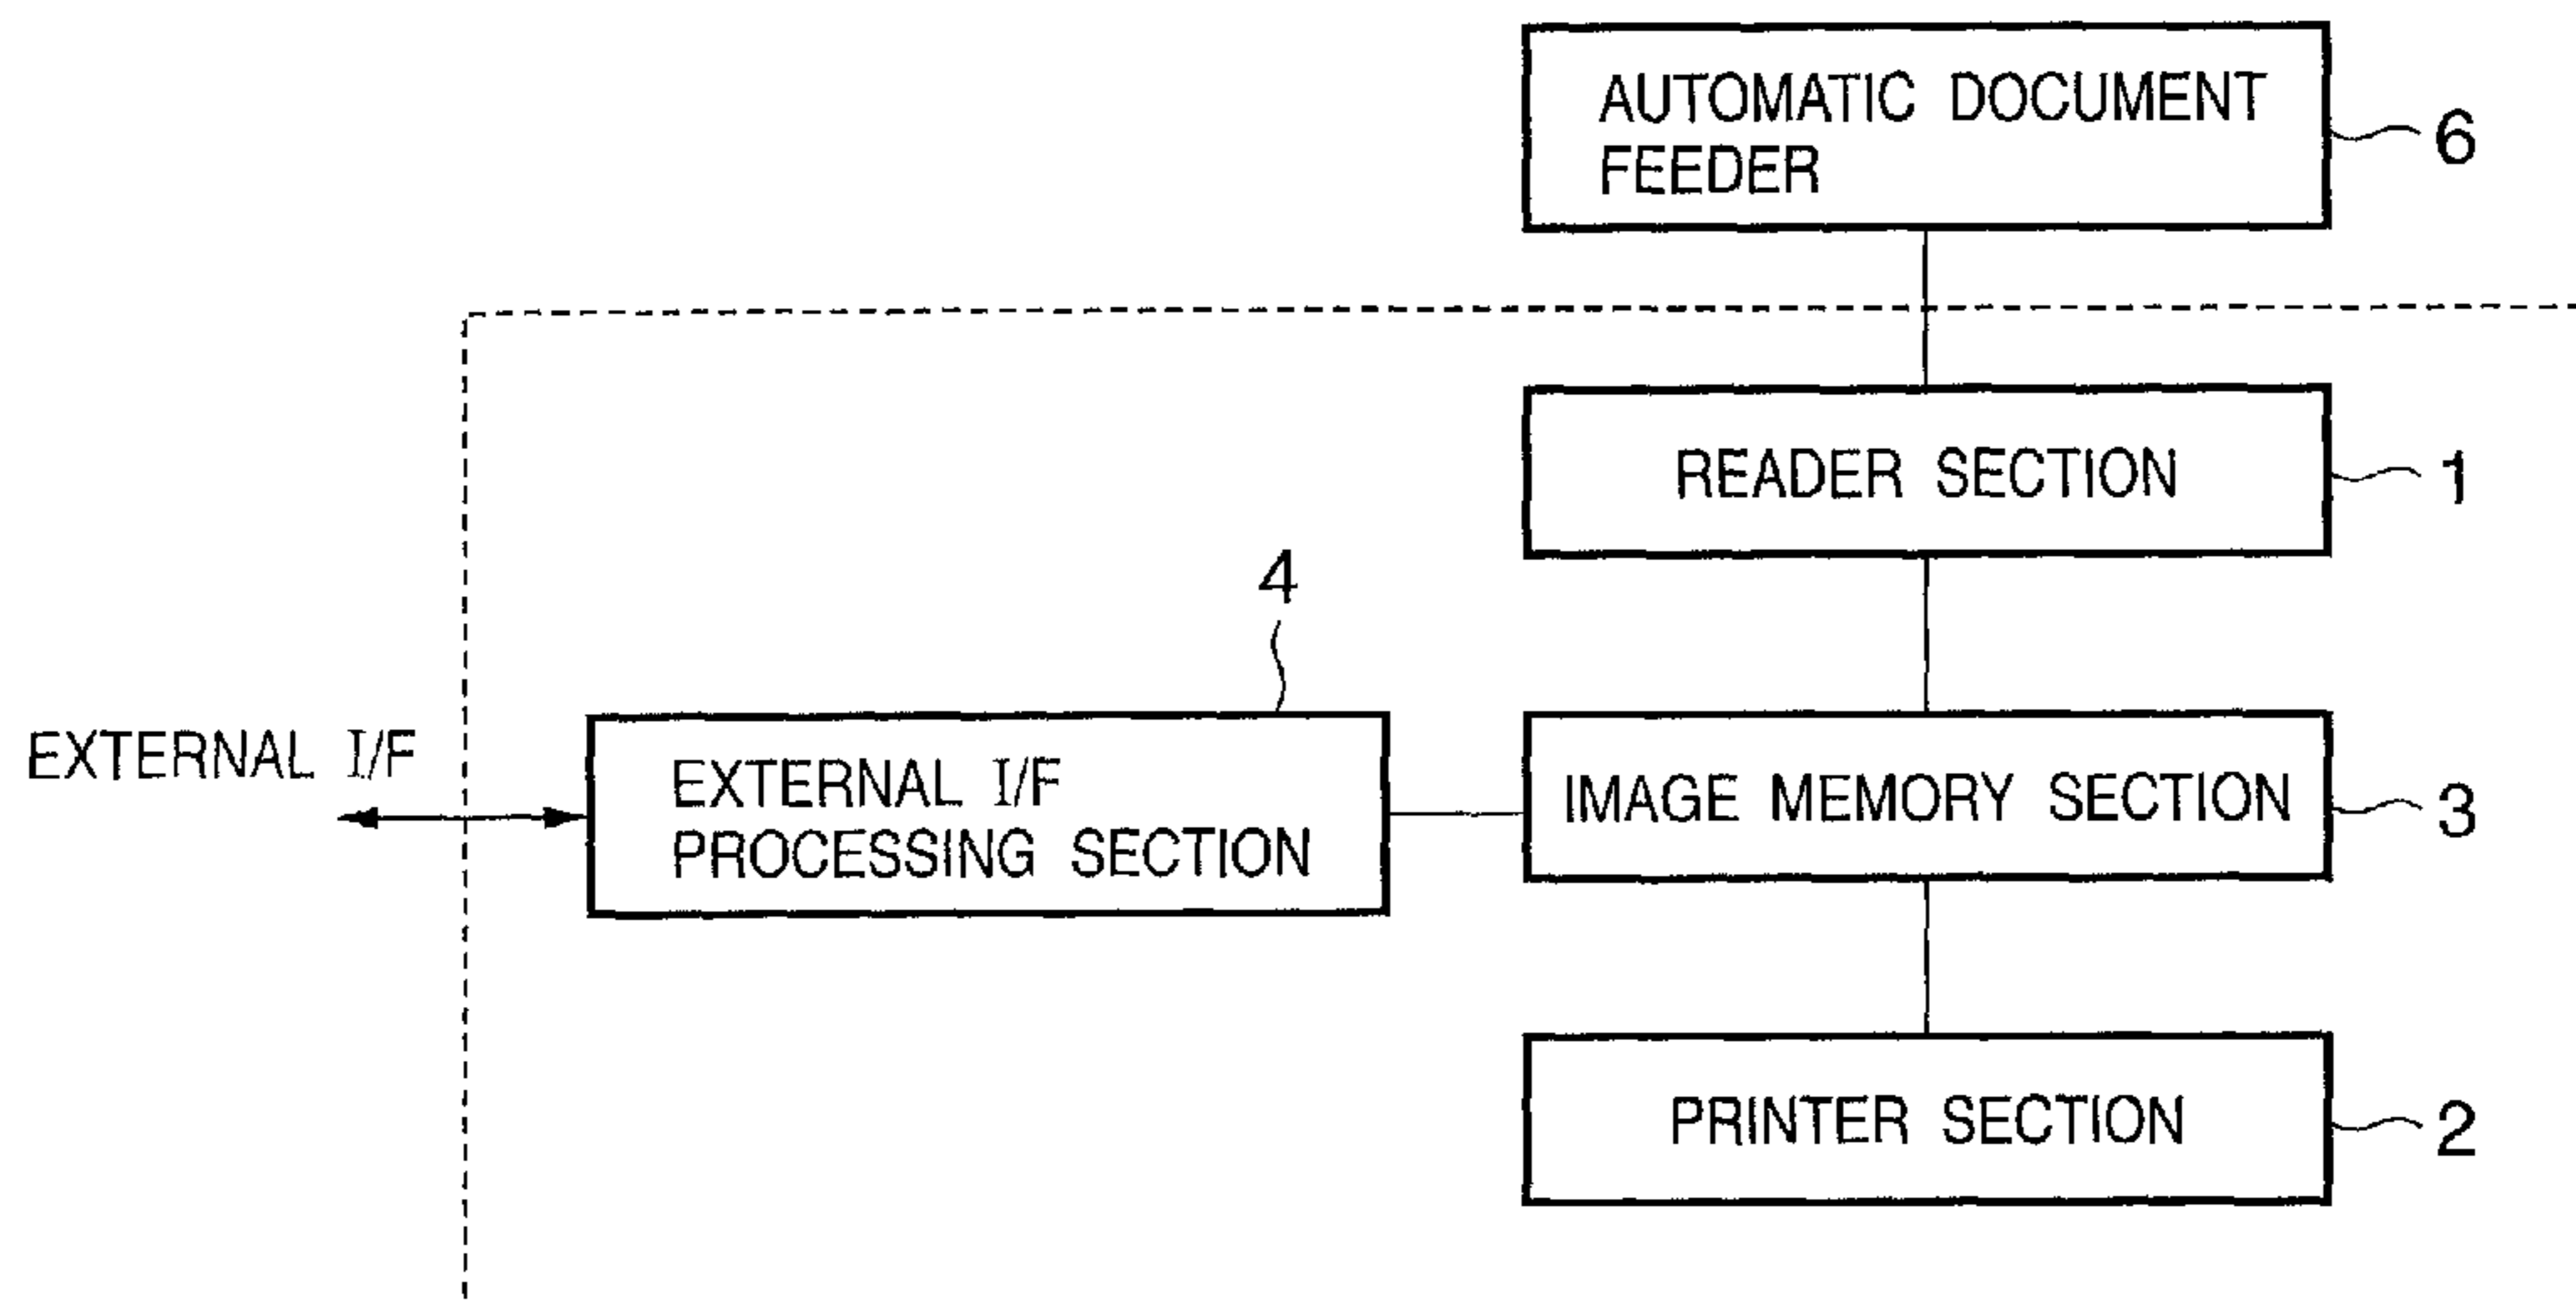 AUTOMATIC DOCUMENT
FEEDER
6
READER SECTION
1
4
EXTERNAL I/F
EXTERNAL I/F
PROCESSING SECTION
IMAGE MEMORY SECTION
3
PRINTER SECTION
2